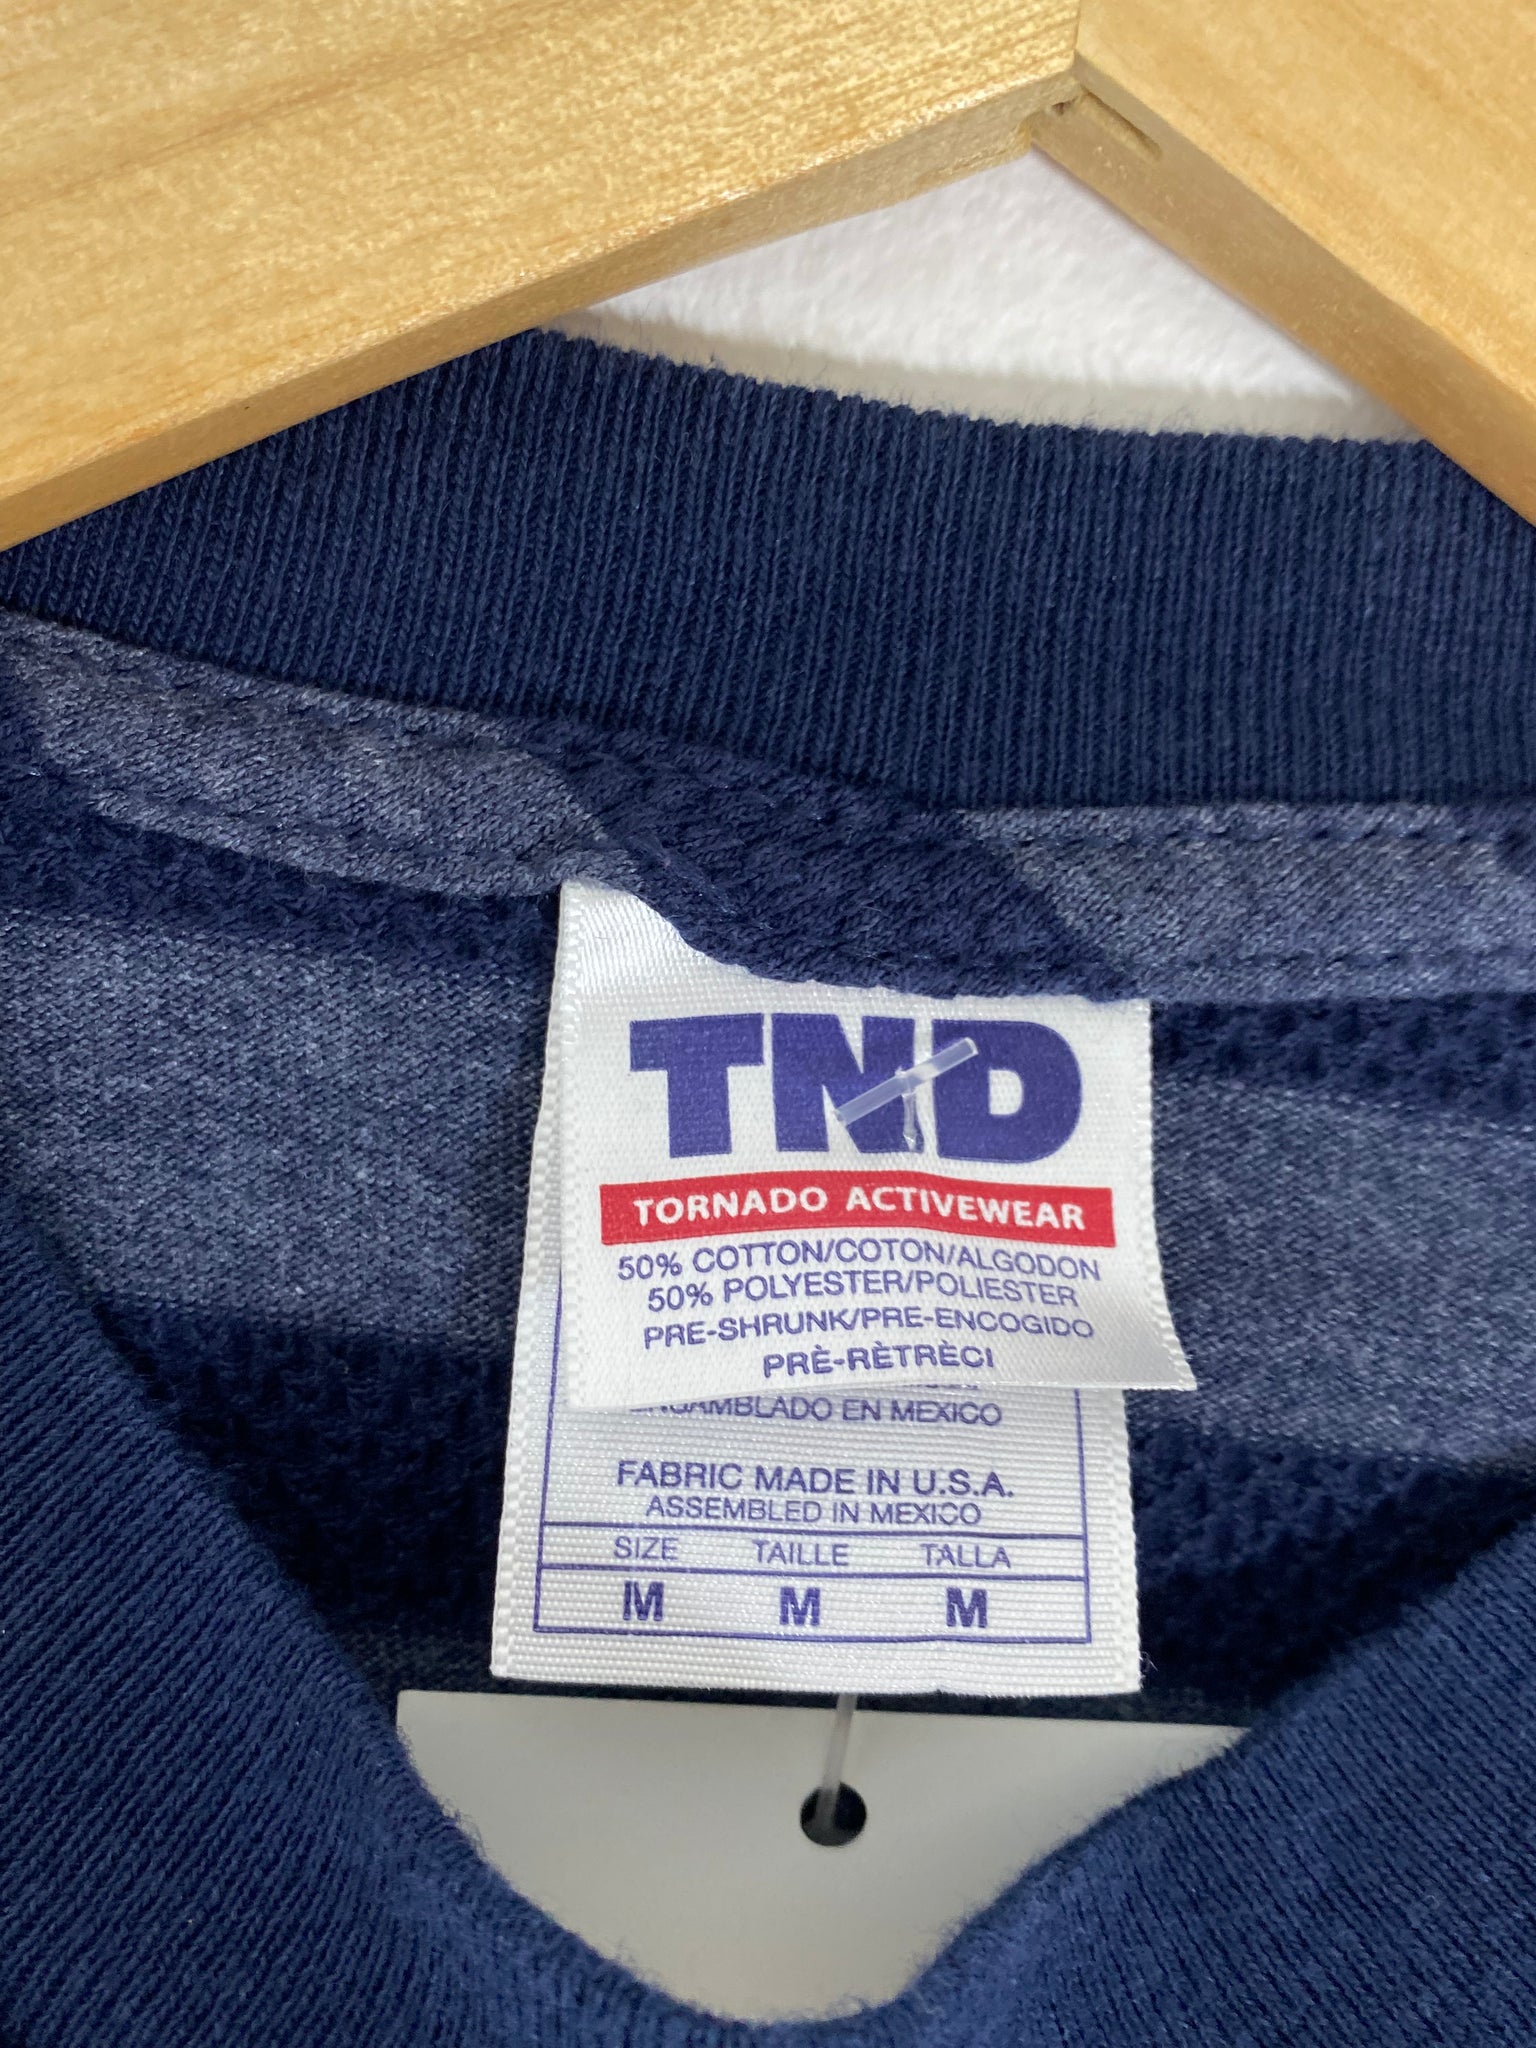 TND
TORNADO ACTIVEWEAR
50% COTTON/COTON/ALGODON
50% POLYESTER/POLIESTER
PRE-SHRUNK/PRE-ENCOGIDO
PRÈ-RÈTRÈCI
ENSAMBLADO EN MEXICO
FABRIC MADE IN U.S.A.
ASSEMBLED IN MEXICO
SIZE TAILLE TALLA
M M M